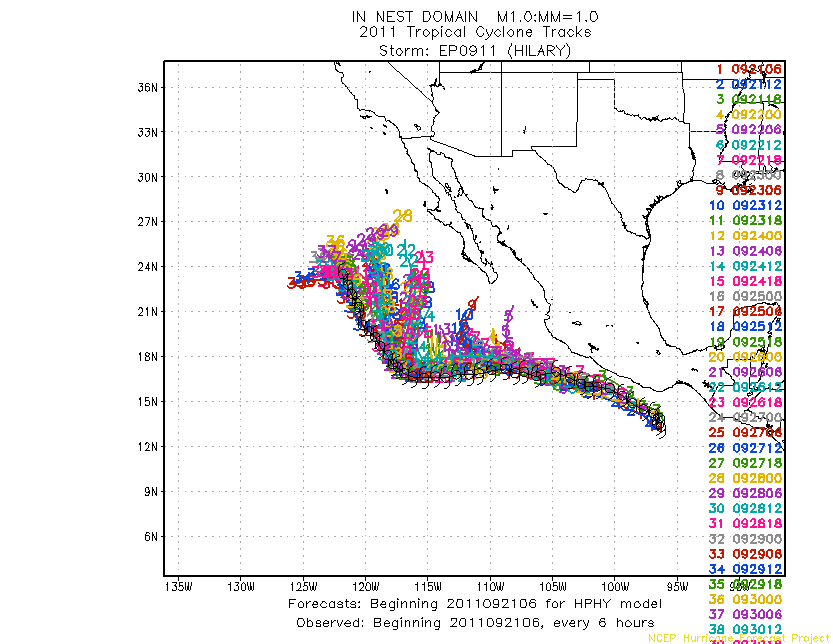 IN NEST DOMAIN M1.0:MM=1.0
2011 Tropical Cyclone Tracks
Storm: EP0911 (HILARY)
36N
33N
30N
27N
24N
21N
18N
15N
12N
9N
6N
135W 130W 125W 120W 115W 110W 105W 100W 95W 90W
1 092106
2 092112
3 092118
4 092200
5 092206
6 092212
7 092218
8 092300
9 092306
10 092312
11 092318
12 092400
13 092406
14 092412
15 092418
16 092500
17 092506
18 092512
19 092518
20 092600
21 092606
22 092612
23 092618
24 092700
25 092706
26 092712
27 092718
28 092800
29 092806
30 092812
31 092818
32 092900
33 092906
34 092912
35 092918
36 093000
37 093006
38 093012
Forecasts: Beginning 2011092106 for HPHY model
Observed: Beginning 2011092106, every 6 hours
NCEP Hurricane Forecast Project